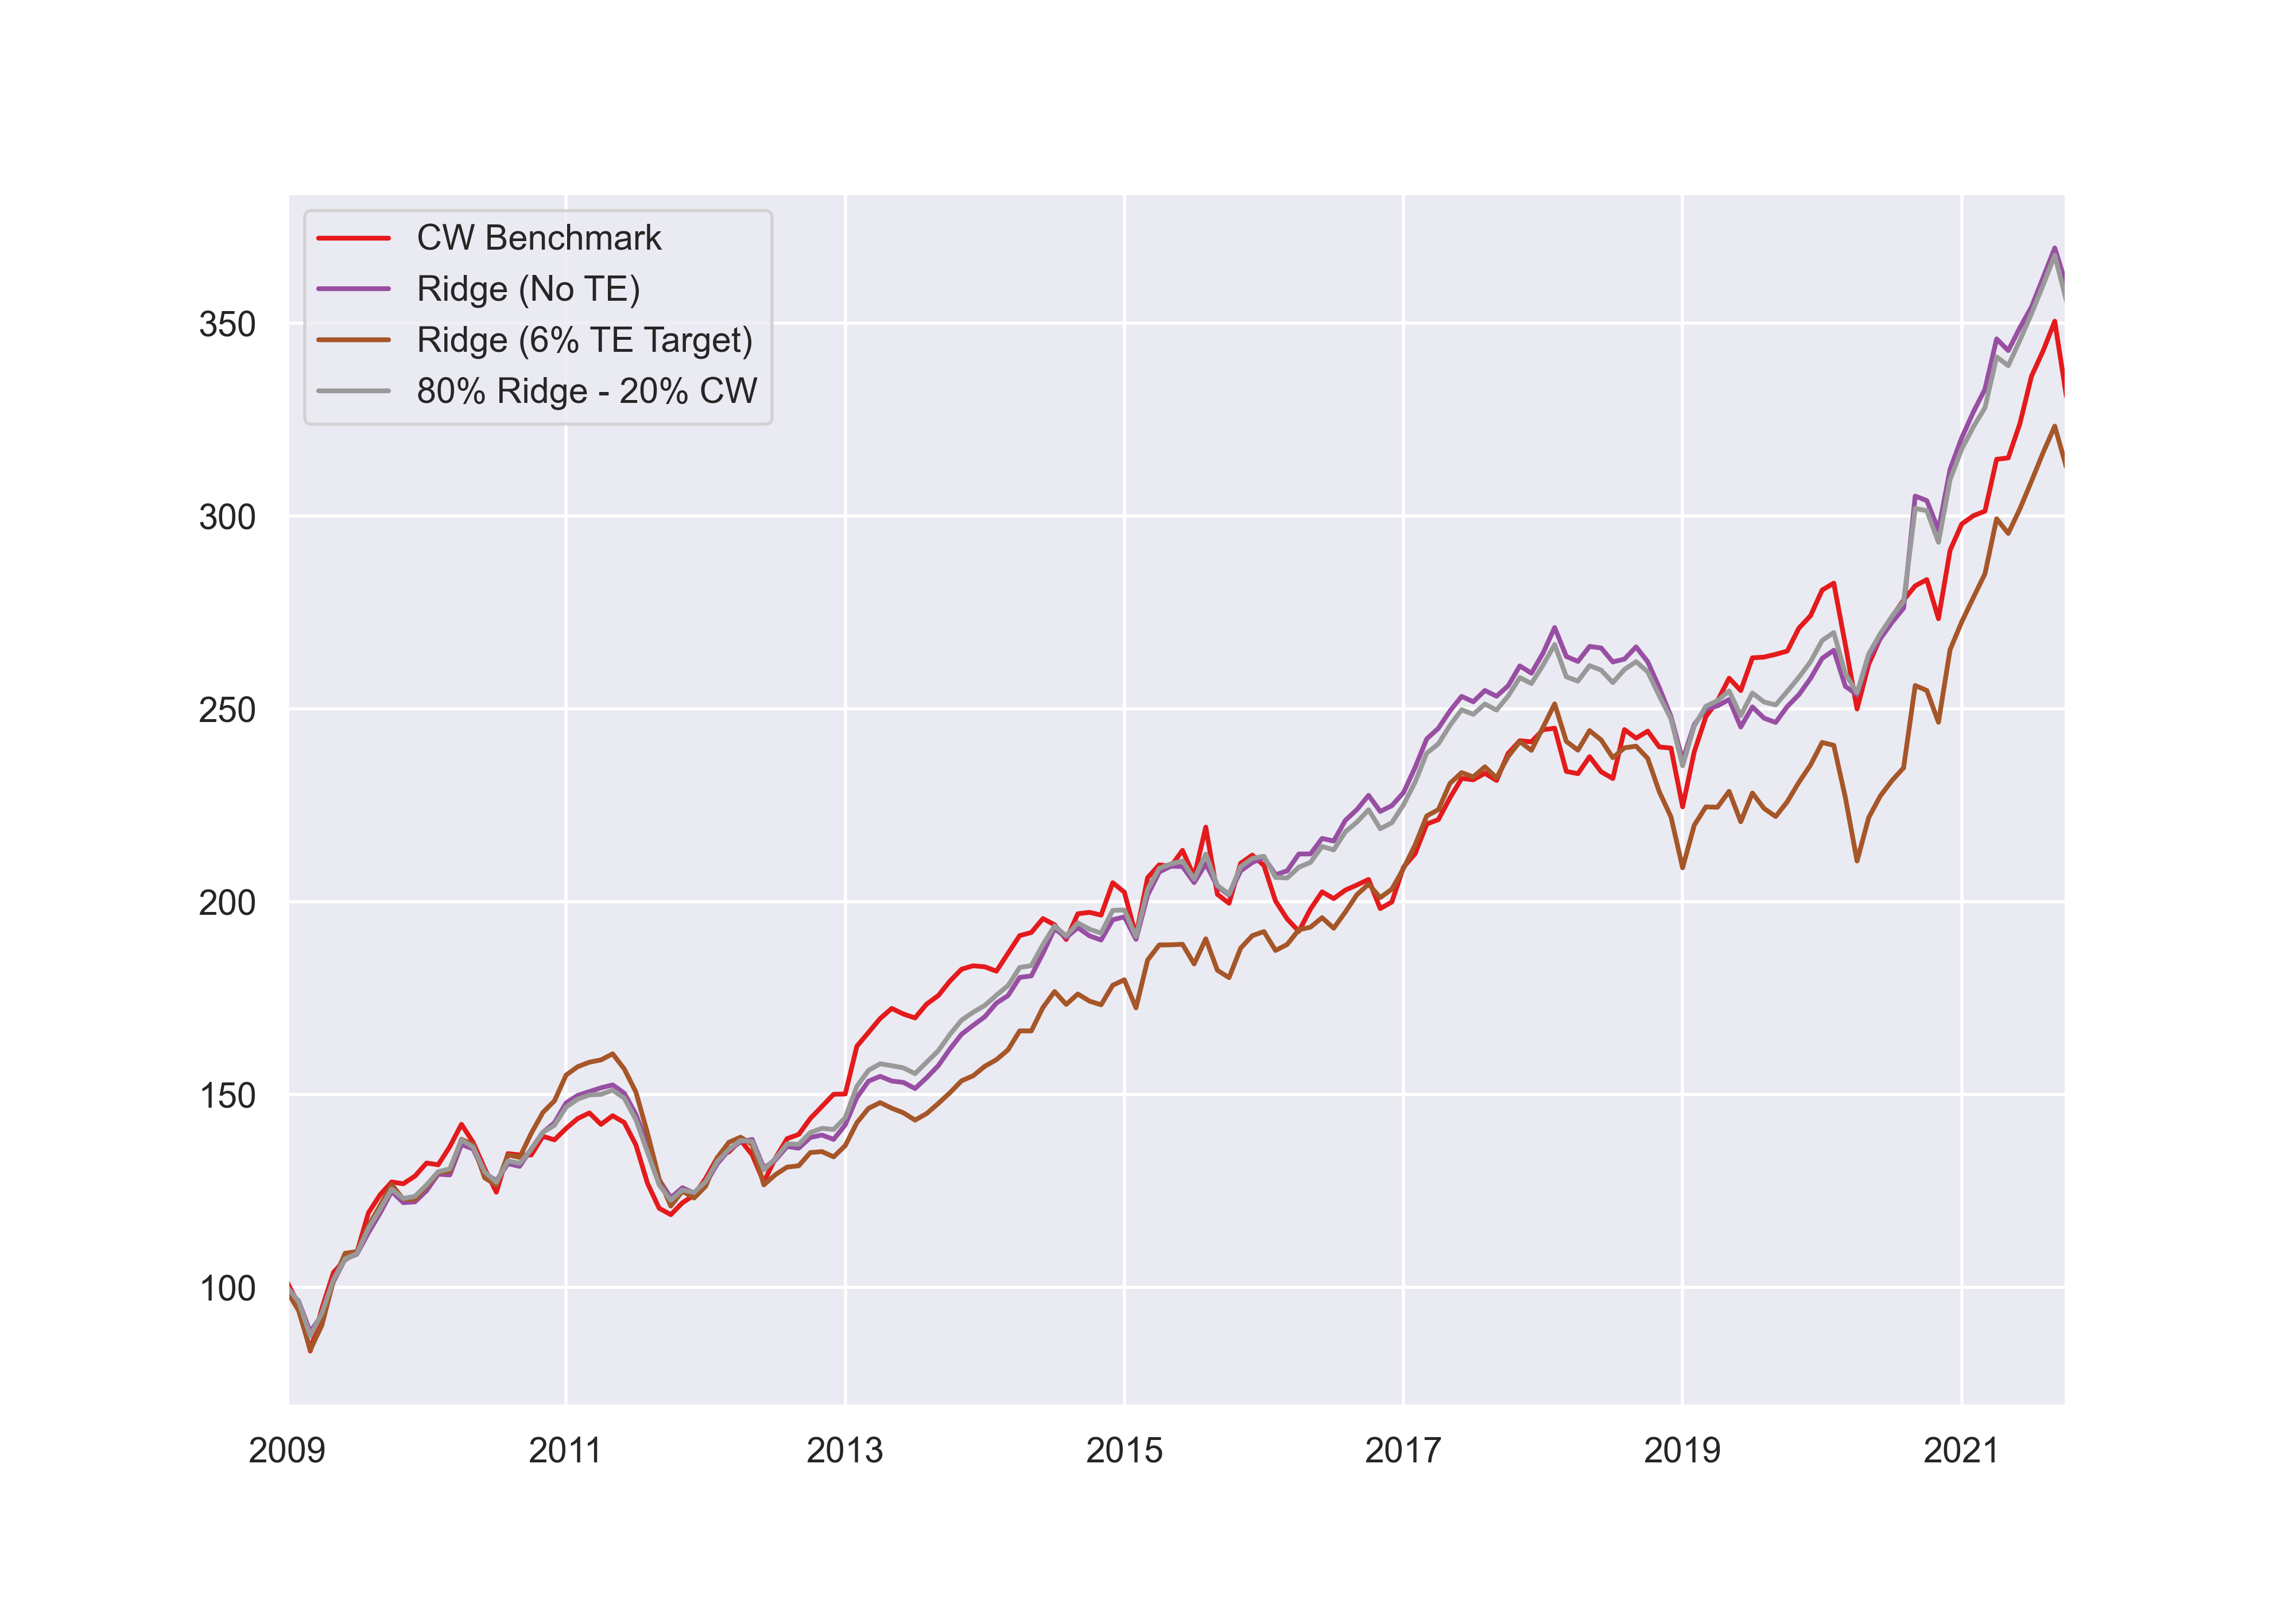 CW Benchmark
Ridge (No TE)
Ridge (6% TE Target)
80% Ridge - 20% CW
350
300
250
200
150
100
2009 2011 2013 2015 2017 2019 2021